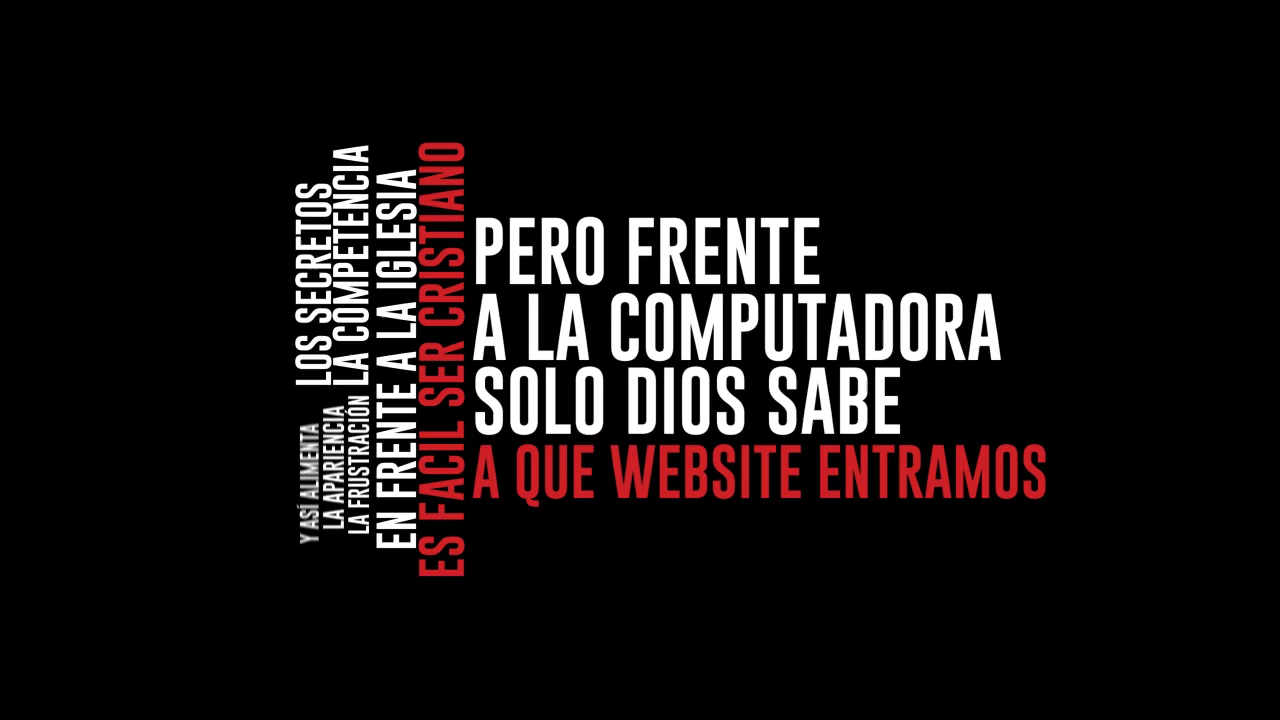 Y ASÍ ALIMENTA
LA APARIENCIA
LA FRUSTRACIÓN
LOS SECRETOS
LA COMPETENCIA
EN FRENTE A LA IGLESIA
ES FACIL SER CRISTIANO
PERO FRENTE
A LA COMPUTADORA
SOLO DIOS SABE
A QUE WEBSITE ENTRAMOS